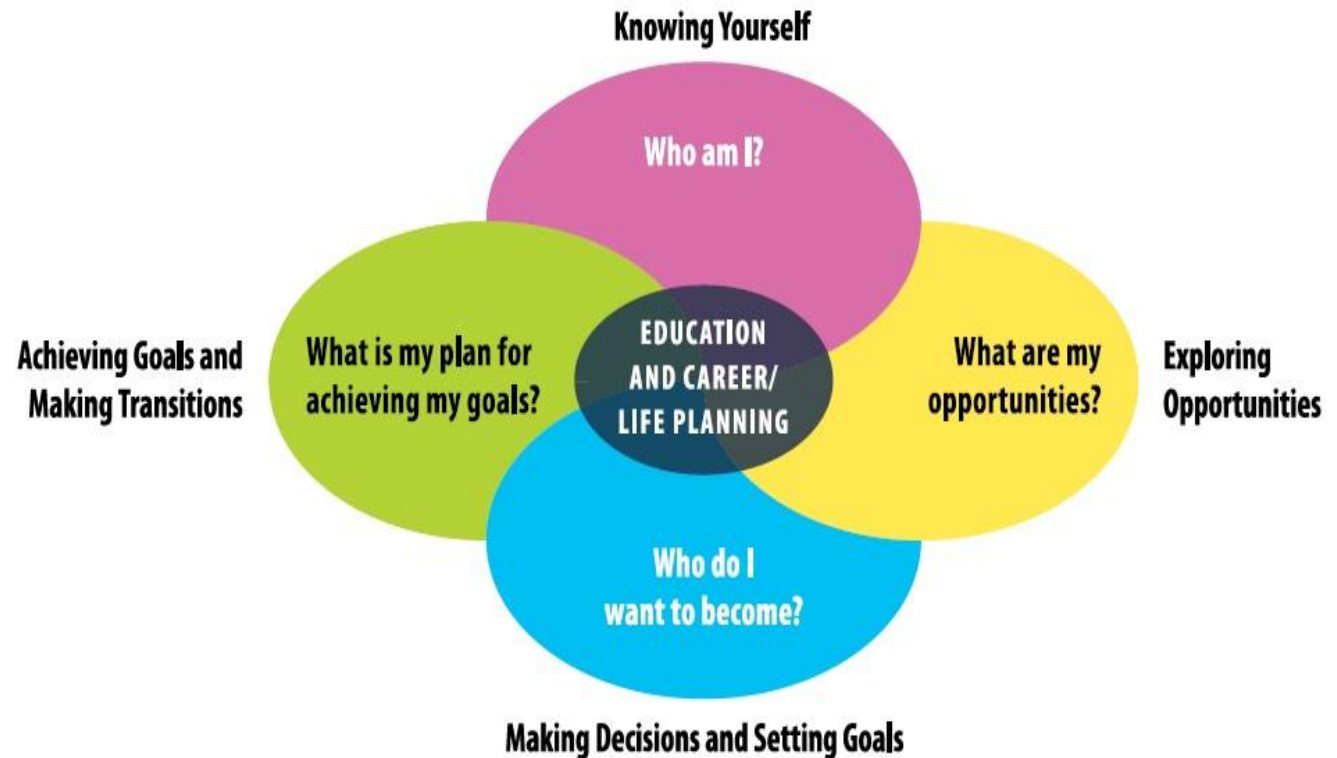 Knowing Yourself
Who am I?
Achieving Goals and
Making Transitions
What is my plan for
achieving my goals?
EDUCATION
AND CAREER/
LIFE PLANNING
What are my
opportunities?
Exploring
Opportunities
Who do I
want to become?
Making Decisions and Setting Goals